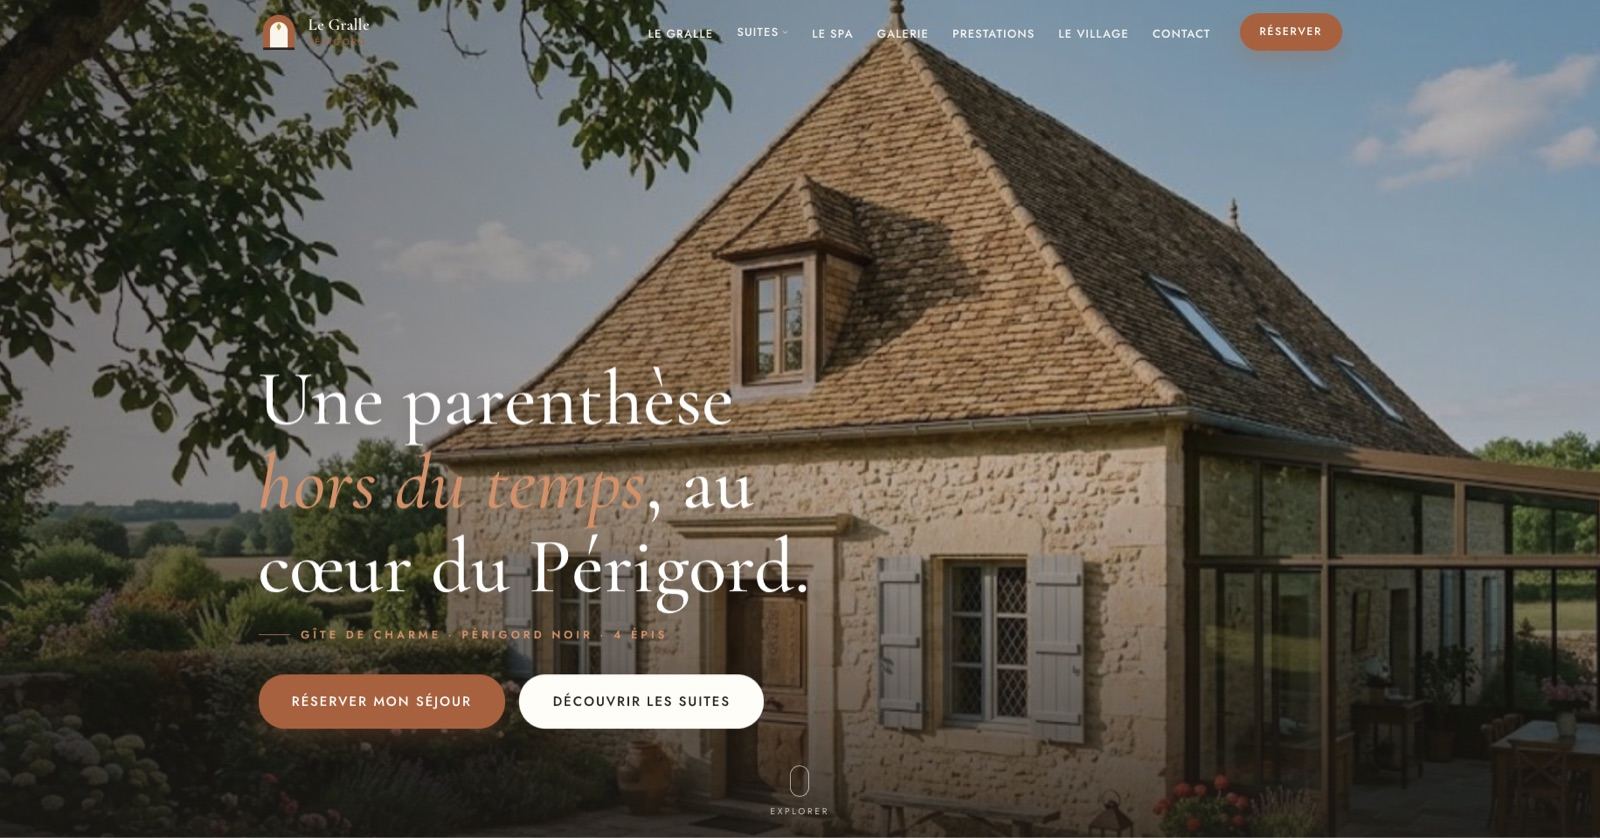 Le Gralle
LE GRALLE
SUITES
LE SPA
GALERIE
PRESTATIONS
LE VILLAGE
CONTACT
RÉSERVER
Une parenthèse
hors du temps, au
cœur du Périgord.
GÎTE DE CHARME · PÉRIGORD NOIR · 4 ÉPIS
RÉSERVER MON SÉJOUR
DÉCOUVRIR LES SUITES
EXPLORER